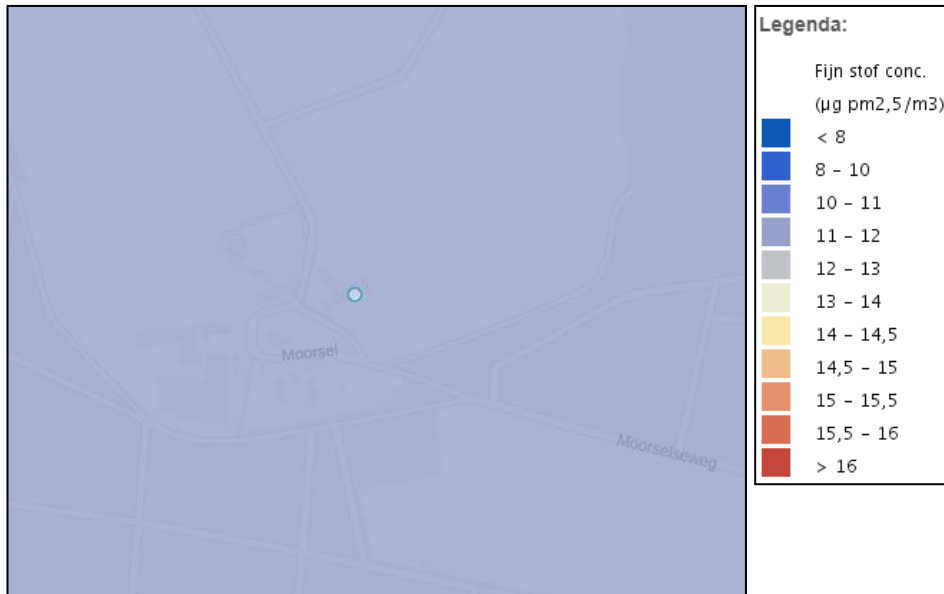 Moorsel
Moorselseweg
Legenda:
Fijn stof conc.
(µg pm2,5/m3)
< 8
8 – 10
10 – 11
11 – 12
12 – 13
13 – 14
14 – 14,5
14,5 – 15
15 – 15,5
15,5 – 16
> 16